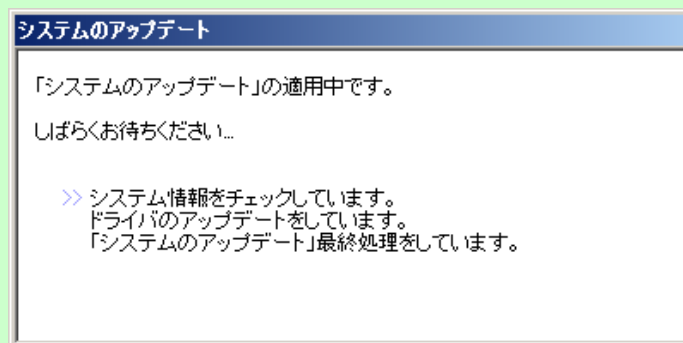 システムのアップデート
「システムのアップデート」の適用中です。
しばらくお待ちください...
>> システム情報をチェックしています。
ドライバのアップデートをしています。
「システムのアップデート」最終処理をしています。